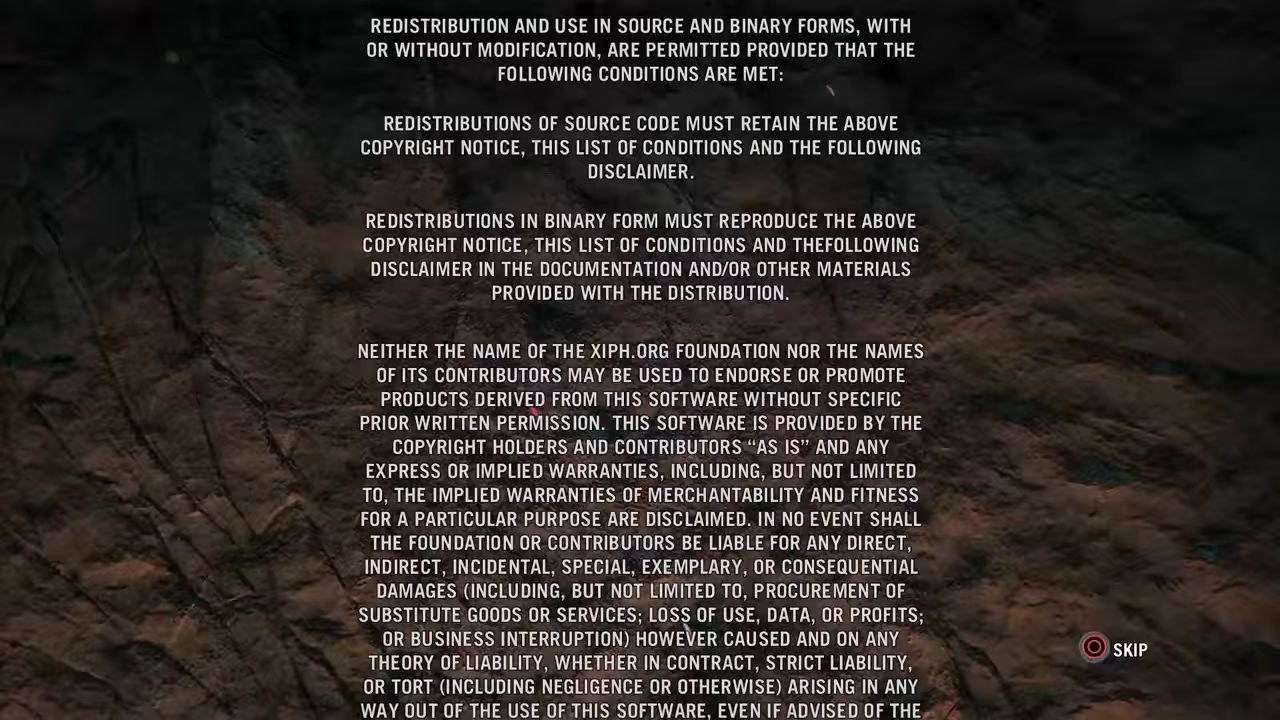 REDISTRIBUTION AND USE IN SOURCE AND BINARY FORMS, WITH
OR WITHOUT MODIFICATION, ARE PERMITTED PROVIDED THAT THE
FOLLOWING CONDITIONS ARE MET:
REDISTRIBUTIONS OF SOURCE CODE MUST RETAIN THE ABOVE
COPYRIGHT NOTICE, THIS LIST OF CONDITIONS AND THE FOLLOWING
DISCLAIMER.
REDISTRIBUTIONS IN BINARY FORM MUST REPRODUCE THE ABOVE
COPYRIGHT NOTICE, THIS LIST OF CONDITIONS AND THEFOLLOWING
DISCLAIMER IN THE DOCUMENTATION AND/OR OTHER MATERIALS
PROVIDED WITH THE DISTRIBUTION.
NEITHER THE NAME OF THE XIPH.ORG FOUNDATION NOR THE NAMES
OF ITS CONTRIBUTORS MAY BE USED TO ENDORSE OR PROMOTE
PRODUCTS DERIVED FROM THIS SOFTWARE WITHOUT SPECIFIC
PRIOR WRITTEN PERMISSION. THIS SOFTWARE IS PROVIDED BY THE
COPYRIGHT HOLDERS AND CONTRIBUTORS “AS IS” AND ANY
EXPRESS OR IMPLIED WARRANTIES, INCLUDING, BUT NOT LIMITED
TO, THE IMPLIED WARRANTIES OF MERCHANTABILITY AND FITNESS
FOR A PARTICULAR PURPOSE ARE DISCLAIMED. IN NO EVENT SHALL
THE FOUNDATION OR CONTRIBUTORS BE LIABLE FOR ANY DIRECT,
INDIRECT, INCIDENTAL, SPECIAL, EXEMPLARY, OR CONSEQUENTIAL
DAMAGES (INCLUDING, BUT NOT LIMITED TO, PROCUREMENT OF
SUBSTITUTE GOODS OR SERVICES; LOSS OF USE, DATA, OR PROFITS;
OR BUSINESS INTERRUPTION) HOWEVER CAUSED AND ON ANY
THEORY OF LIABILITY, WHETHER IN CONTRACT, STRICT LIABILITY,
OR TORT (INCLUDING NEGLIGENCE OR OTHERWISE) ARISING IN ANY
WAY OUT OF THE USE OF THIS SOFTWARE, EVEN IF ADVISED OF THE
SKIP